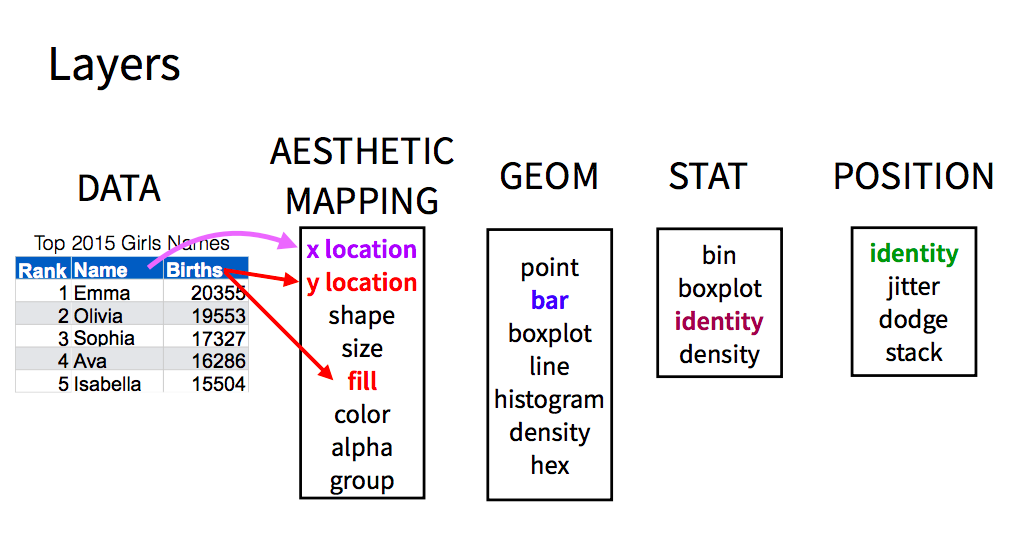 Layers
DATA
Top 2015 Girls Names
Rank Name Births
1 Emma 20355
2 Olivia 19553
3 Sophia 17327
4 Ava 16286
5 Isabella 15504
AESTHETIC
MAPPING
x location
y location
shape
size
fill
color
alpha
group
GEOM
point
bar
boxplot
line
histogram
density
hex
STAT
bin
boxplot
identity
density
POSITION
identity
jitter
dodge
stack